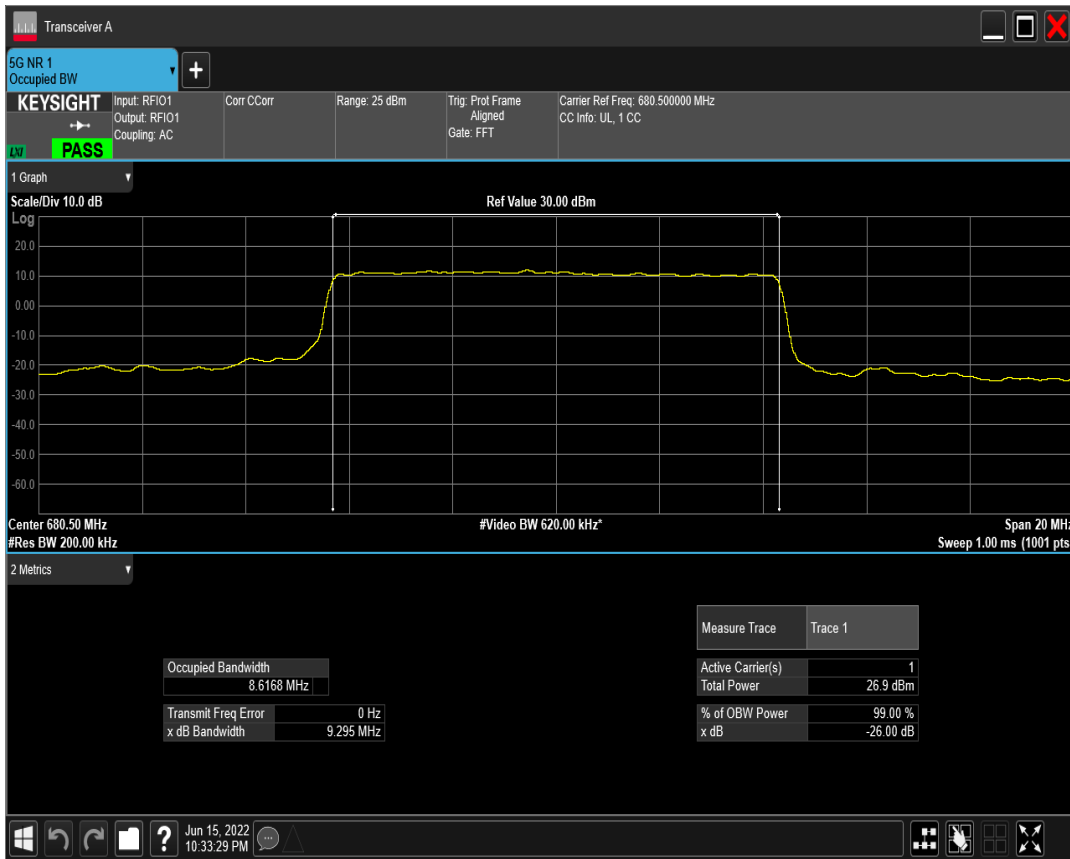 Transceiver A
5G NR 1
Occupied BW
KEYSIGHT
LXI
PASS
Input: RFIO1
Output: RFIO1
Coupling: AC
Corr CCorr
Range: 25 dBm
Trig: Prot Frame
Aligned
Gate: FFT
Carrier Ref Freq: 680.500000 MHz
CC Info: UL, 1 CC
1 Graph
Scale/Div 10.0 dB
Ref Value 30.00 dBm
Log
20.0
10.0
0.00
-10.0
-20.0
-30.0
-40.0
-50.0
-60.0
Center 680.50 MHz
#Video BW 620.00 kHz*
Span 20 MHz
#Res BW 200.00 kHz
Sweep 1.00 ms (1001 pts
2 Metrics
Measure Trace Trace 1
Occupied Bandwidth
8.6168 MHz
Active Carrier(s) 1
Total Power 26.9 dBm
Transmit Freq Error 0 Hz
x dB Bandwidth 9.295 MHz
% of OBW Power 99.00 %
x dB -26.00 dB
?
Jun 15, 2022
10:33:29 PM